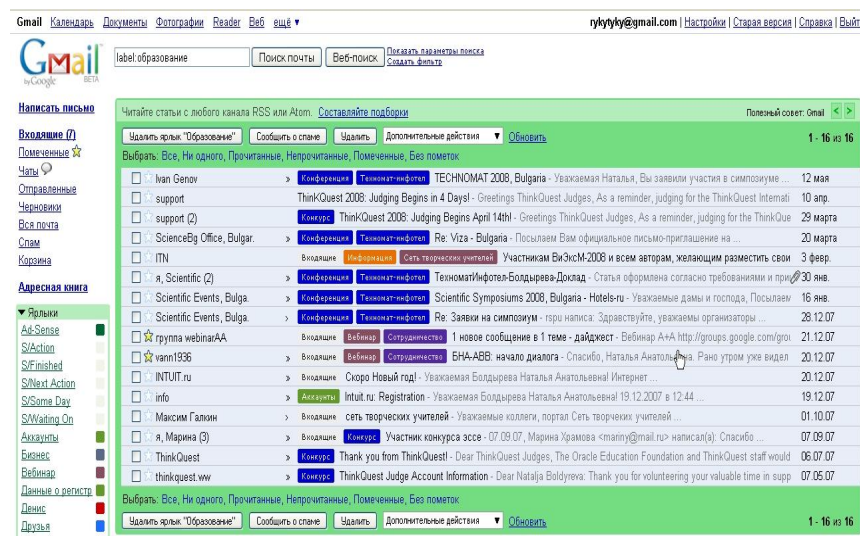 Gmail Календарь Документы Фотографии Reader Веб ещё ▼ rykytyky@gmail.com | Настройки | Старая версия | Справка | Выйт
Gmail by Google BETA
label:образование Поиск почты Веб-поиск Показать параметры поиска
Создать фильтр
Написать письмо
Входящие (7)
Помеченные
Чаты
Отправленные
Черновики
Вся почта
Спам
Корзина
Адресная книга
▼ Ярлыки
Ad-Sense
S/Action
S/Finished
S/Next Action
S/Some Day
S/Waiting On
Аккаунты
Бизнес
Вебинар
Данные о регистр
Денис
Друзья
Читайте статьи с любого канала RSS или Atom. Составляйте подборки Полезный совет: Gmail < >
Удалить ярлык "Образование" Сообщить о спаме Удалить Дополнительные действия ▼ Обновить 1 - 16 из 16
Выбрать: Все, Ни одного, Прочитанные, Непрочитанные, Помеченные, Без пометок
Ivan Genov » Конференция Техномат-инфотел TECHNOMAT 2008, Bulgaria - Уважаемая Наталья, Вы заявили участия в симпозиуме ... 12 мая
support ThinKQuest 2008: Judging Begins in 4 Days! - Greetings ThinkQuest Judges, As a reminder, judging for the ThinkQuest Internati 10 апр.
support (2) Конкурс ThinKQuest 2008: Judging Begins April 14th! - Greetings ThinkQuest Judges, As a reminder, judging for the ThinkQue 29 марта
ScienceBg Office, Bulgar. » Конференция Техномат-инфотел Re: Viza - Bulgaria - Посылаем Вам официальное письмо-приглашение на ... 20 марта
ITN Входящие Информация Сеть творческих учителей Участникам ВиЭксМ-2008 и всем авторам, желающим разместить свои 3 февр.
я, Scientific (2) » Конференция Техномат-инфотел ТехноматИнфотел-Болдырева-Доклад - Статья оформлена согласно требованиями и при 30 янв.
Scientific Events, Bulga. » Конференция Техномат-инфотел Scientific Symposiums 2008, Bulgaria - Hotels-ru - Уважаемые дамы и господа, Посылаем 16 янв.
Scientific Events, Bulga. › Конференция Техномат-инфотел Re: Заявки на симпозиум - rspu написа: Здравствуйте, уважаемы организаторы ... 28.12.07
группа webinarAA Входящие Вебинар Сотрудничество 1 новое сообщение в 1 теме - дайджест - Вебинар A+A http://groups.google.com/grou 21.12.07
vann1936 » Входящие Вебинар Сотрудничество БНА-АВВ: начало диалога - Спасибо, Наталья Анатольевна. Рано утром уже видел 20.12.07
INTUIT.ru » Входящие Скоро Новый год! - Уважаемая Болдырева Наталья Анатольевна! Интернет ... 20.12.07
info » Аккаунты Intuit.ru: Registration - Уважаемая Болдырева Наталья Анатольевна! 19.12.2007 в 12:44 ... 19.12.07
Максим Галкин › Входящие сеть творческих учителей - Уважаемые коллеги, портал Сеть творческих учителей ... 01.10.07
я, Марина (3) » Входящие Конкурс Участник конкурса эссе - 07.09.07, Марина Храмова <mariny@mail.ru> написал(а): Спасибо ... 07.09.07
ThinkQuest » Конкурс Thank you from ThinkQuest! - Dear ThinkQuest Judges, The Oracle Education Foundation and ThinkQuest staff would 06.07.07
thinkquest.ww » Конкурс ThinkQuest Judge Account Information - Dear Natalja Boldyreva: Thank you for volunteering your valuable time in supp 07.05.07
Выбрать: Все, Ни одного, Прочитанные, Непрочитанные, Помеченные, Без пометок
Удалить ярлык "Образование" Сообщить о спаме Удалить Дополнительные действия ▼ Обновить 1 - 16 из 16